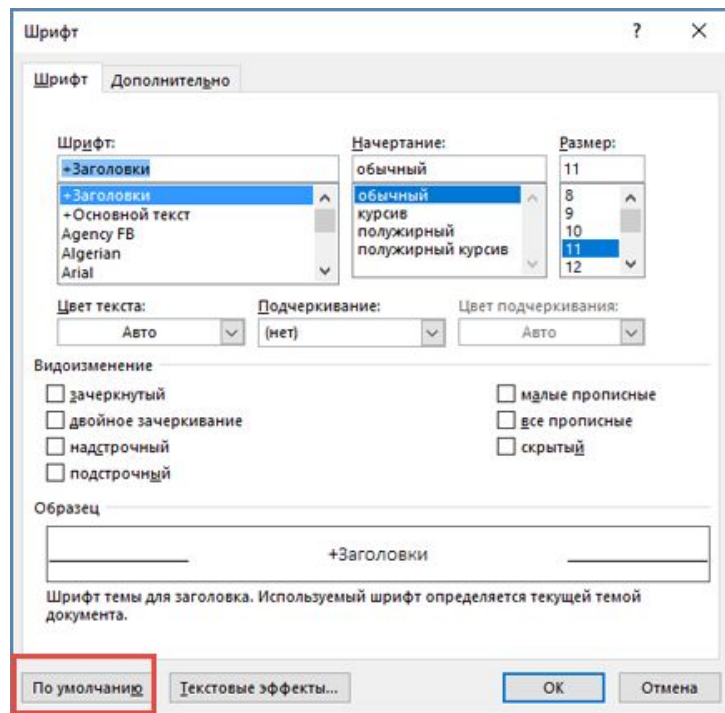 Шрифт ? ×
Шрифт Дополнительно
Шрифт: Начертание: Размер:
+Заголовки обычный 11
+Заголовки обычный 8
+Основной текст курсив 9
Agency FB полужирный 10
Algerian полужирный курсив 11
Arial 12
Цвет текста: Подчеркивание: Цвет подчеркивания:
Авто (нет) Авто
Видоизменение
зачеркнутый малые прописные
двойное зачеркивание все прописные
надстрочный скрытый
подстрочный
Образец
+Заголовки
Шрифт темы для заголовка. Используемый шрифт определяется текущей темой
документа.
По умолчанию Текстовые эффекты... ОК Отмена